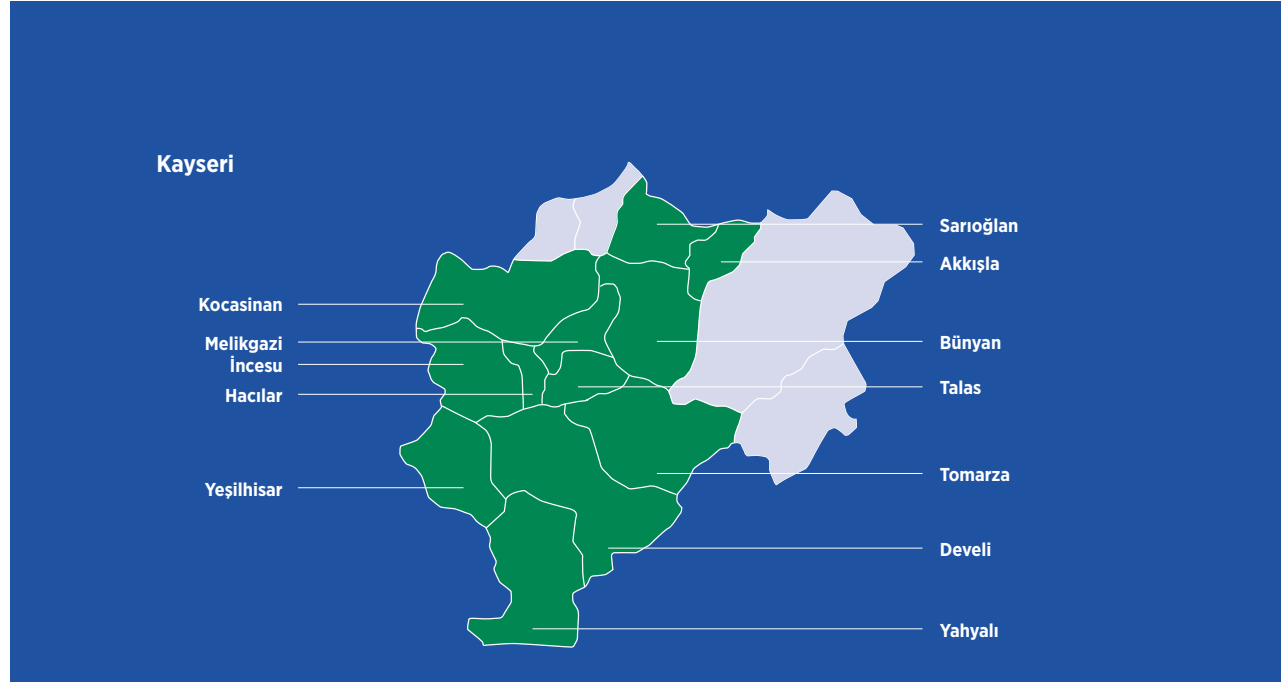 Kayseri
Sarıoğlan
Akkışla
Kocasinan
Melikgazi
İncesu
Hacılar
Bünyan
Talas
Yeşilhisar
Tomarza
Develi
Yahyalı